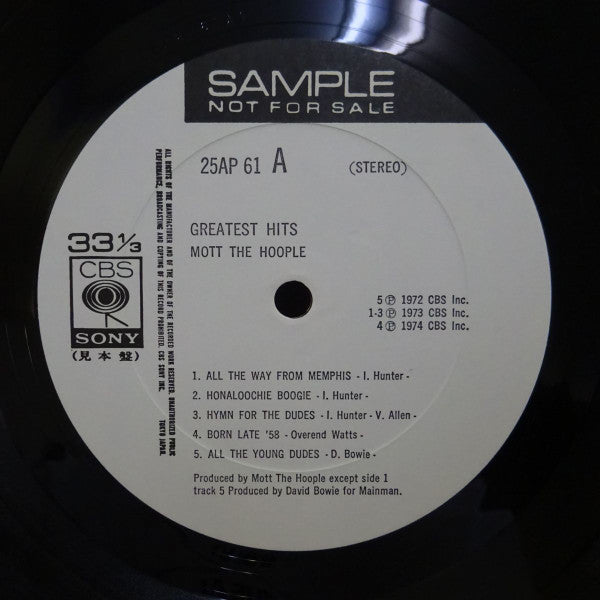 SAMPLE
NOT FOR SALE
25AP 61 A
(STEREO)
GREATEST HITS
MOTT THE HOOPLE
33 1/3
CBS
SONY
(見本盤)
ALL RIGHTS OF THE MANUFACTURER AND OF THE OWNER OF THE RECORDED WORK RESERVED. UNAUTHORIZED PUBLIC
PERFORMANCE, BROADCASTING AND COPYING OF THIS RECORD PROHIBITED. CBS SONY INC. TOKYO JAPAN.
5 ℗ 1972 CBS Inc.
1-3 ℗ 1973 CBS Inc.
4 ℗ 1974 CBS Inc.
1. ALL THE WAY FROM MEMPHIS - I. Hunter -
2. HONALOOCHIE BOOGIE - I. Hunter -
3. HYMN FOR THE DUDES - I. Hunter - V. Allen -
4. BORN LATE '58 - Overend Watts -
5. ALL THE YOUNG DUDES - D. Bowie -
Produced by Mott The Hoople except side 1
track 5 Produced by David Bowie for Mainman.